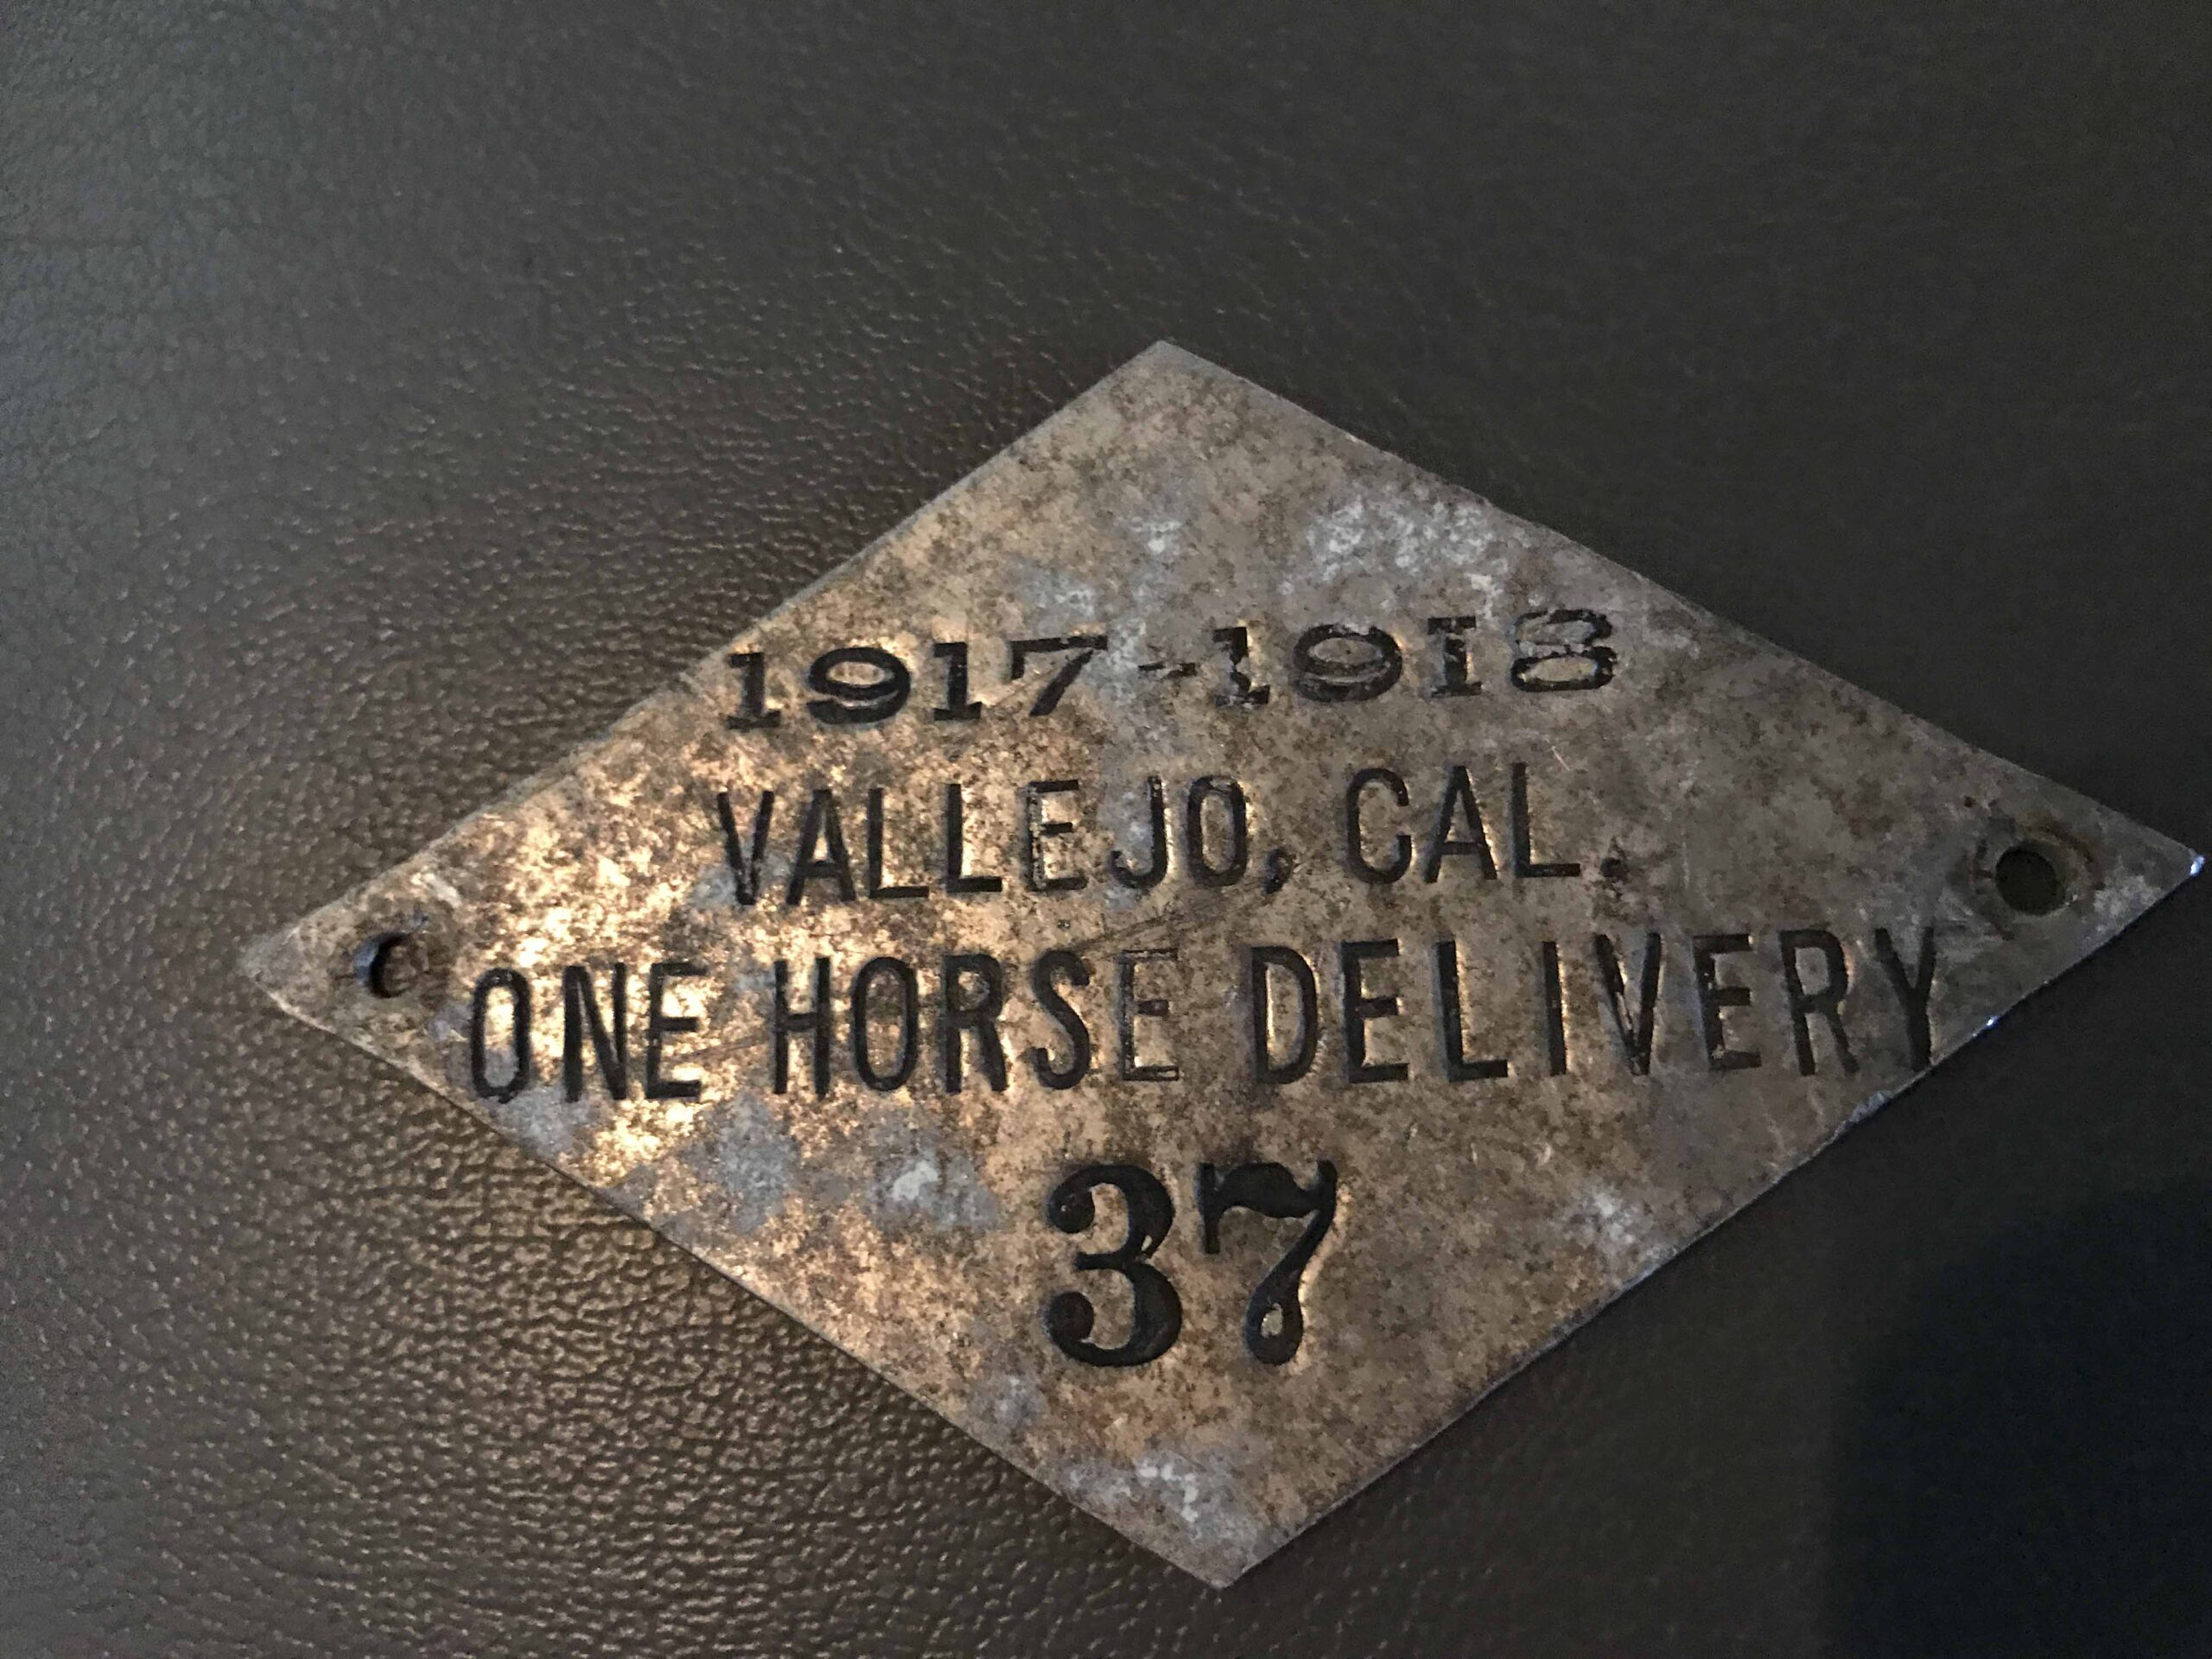 1917-1918
VALLEJO, CAL.
ONE HORSE DELIVERY
37